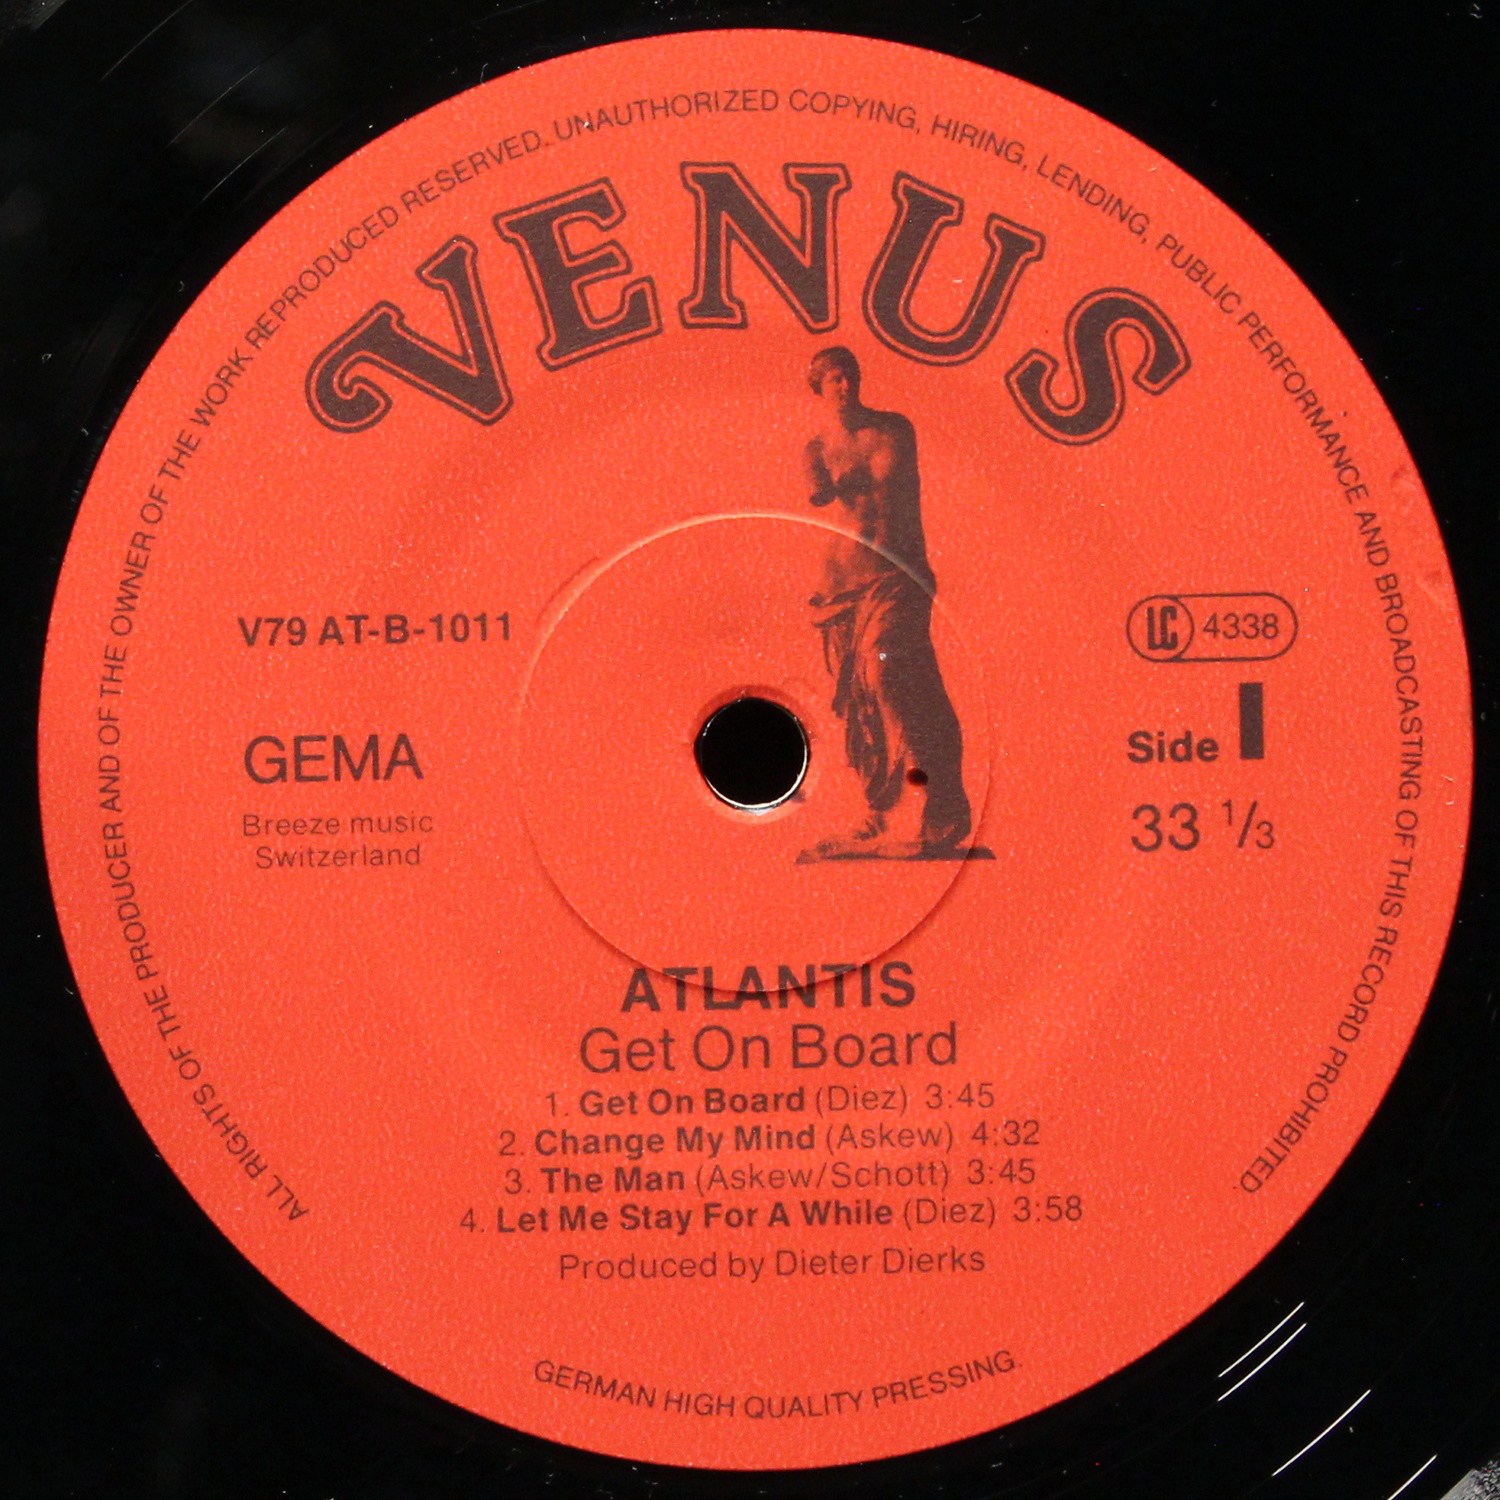 ALL RIGHTS OF THE PRODUCER AND OF THE OWNER OF THE WORK REPRODUCED RESERVED. UNAUTHORIZED COPYING, HIRING, LENDING, PUBLIC PERFORMANCE AND BROADCASTING OF THIS RECORD PROHIBITED.
VENUS
V79 AT-B-1011
LC 4338
GEMA
Side I
Breeze music
Switzerland
33 1/3
ATLANTIS
Get On Board
1. Get On Board (Diez) 3:45
2. Change My Mind (Askew) 4:32
3. The Man (Askew/Schott) 3:45
4. Let Me Stay For A While (Diez) 3:58
Produced by Dieter Dierks
GERMAN HIGH QUALITY PRESSING.